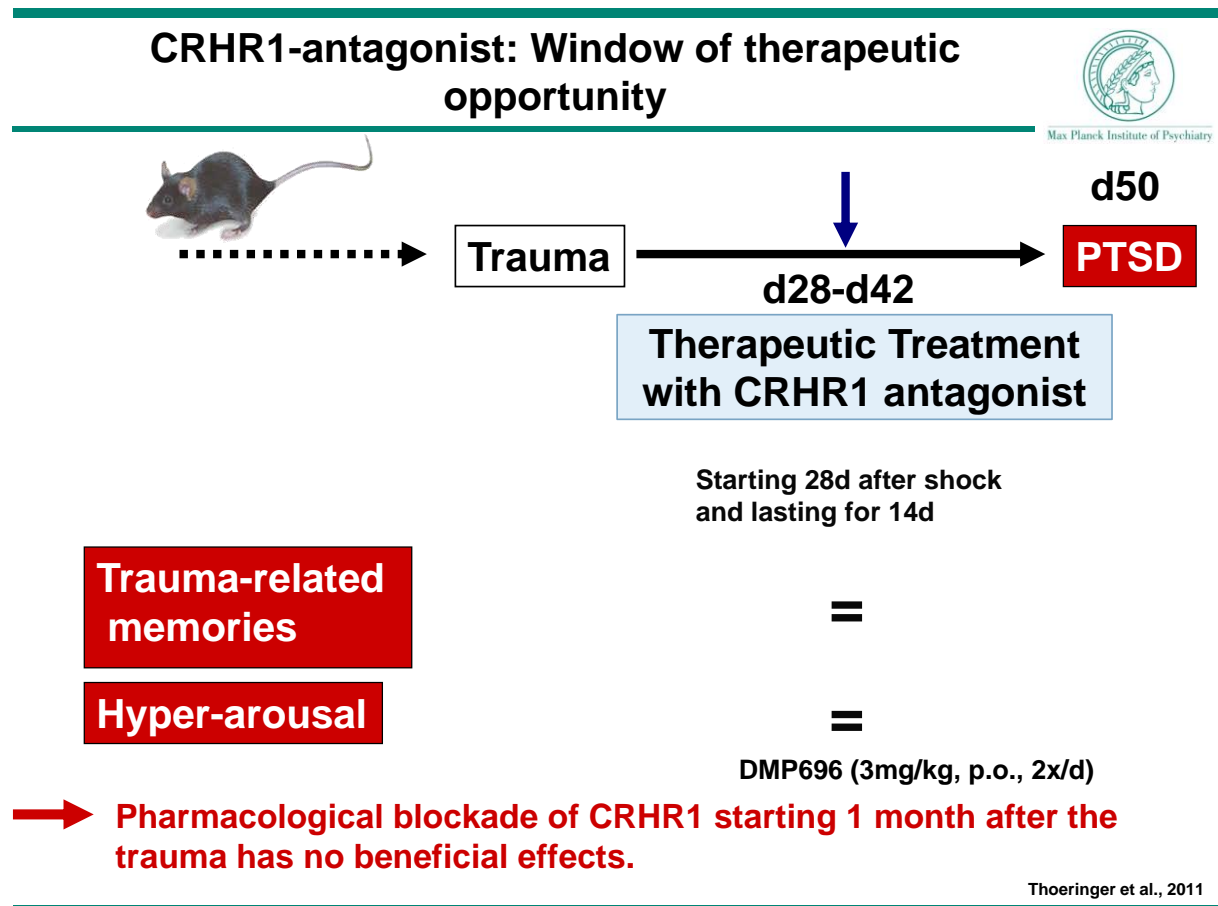 CRHR1-antagonist: Window of therapeutic
opportunity
Max Planck Institute of Psychiatry
d50
Trauma
PTSD
d28-d42
Therapeutic Treatment
with CRHR1 antagonist
Starting 28d after shock
and lasting for 14d
Trauma-related
memories
=
Hyper-arousal
=
DMP696 (3mg/kg, p.o., 2x/d)
Pharmacological blockade of CRHR1 starting 1 month after the
trauma has no beneficial effects.
Thoeringer et al., 2011